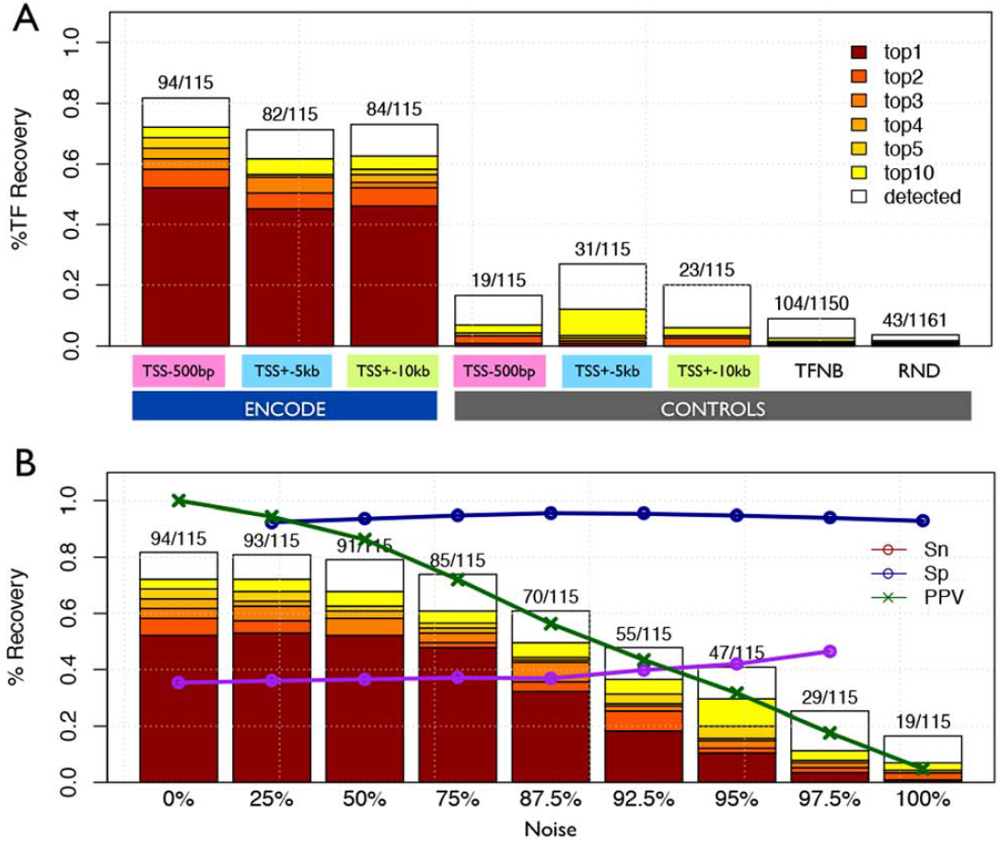 A
%TF Recovery
1.0
0.8
0.6
0.4
0.2
0.0
94/115
82/115
84/115
19/115
31/115
23/115
104/1150
43/1161
top1
top2
top3
top4
top5
top10
detected
TSS-500bp
TSS+-5kb
TSS+-10kb
TSS-500bp
TSS+-5kb
TSS+-10kb
TFNB
RND
ENCODE
CONTROLS
B
% Recovery
1.0
0.8
0.6
0.4
0.2
0.0
94/115
93/115
91/115
85/115
70/115
55/115
47/115
29/115
19/115
Sn
Sp
PPV
0%
25%
50%
75%
87.5%
92.5%
95%
97.5%
100%
Noise